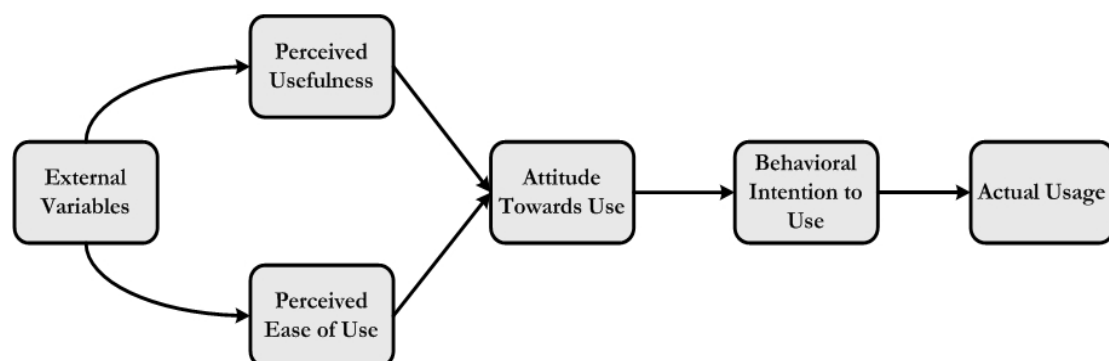 Perceived
Usefulness
External
Variables
Attitude
Towards Use
Behavioral
Intention to
Use
Actual Usage
Perceived
Ease of Use